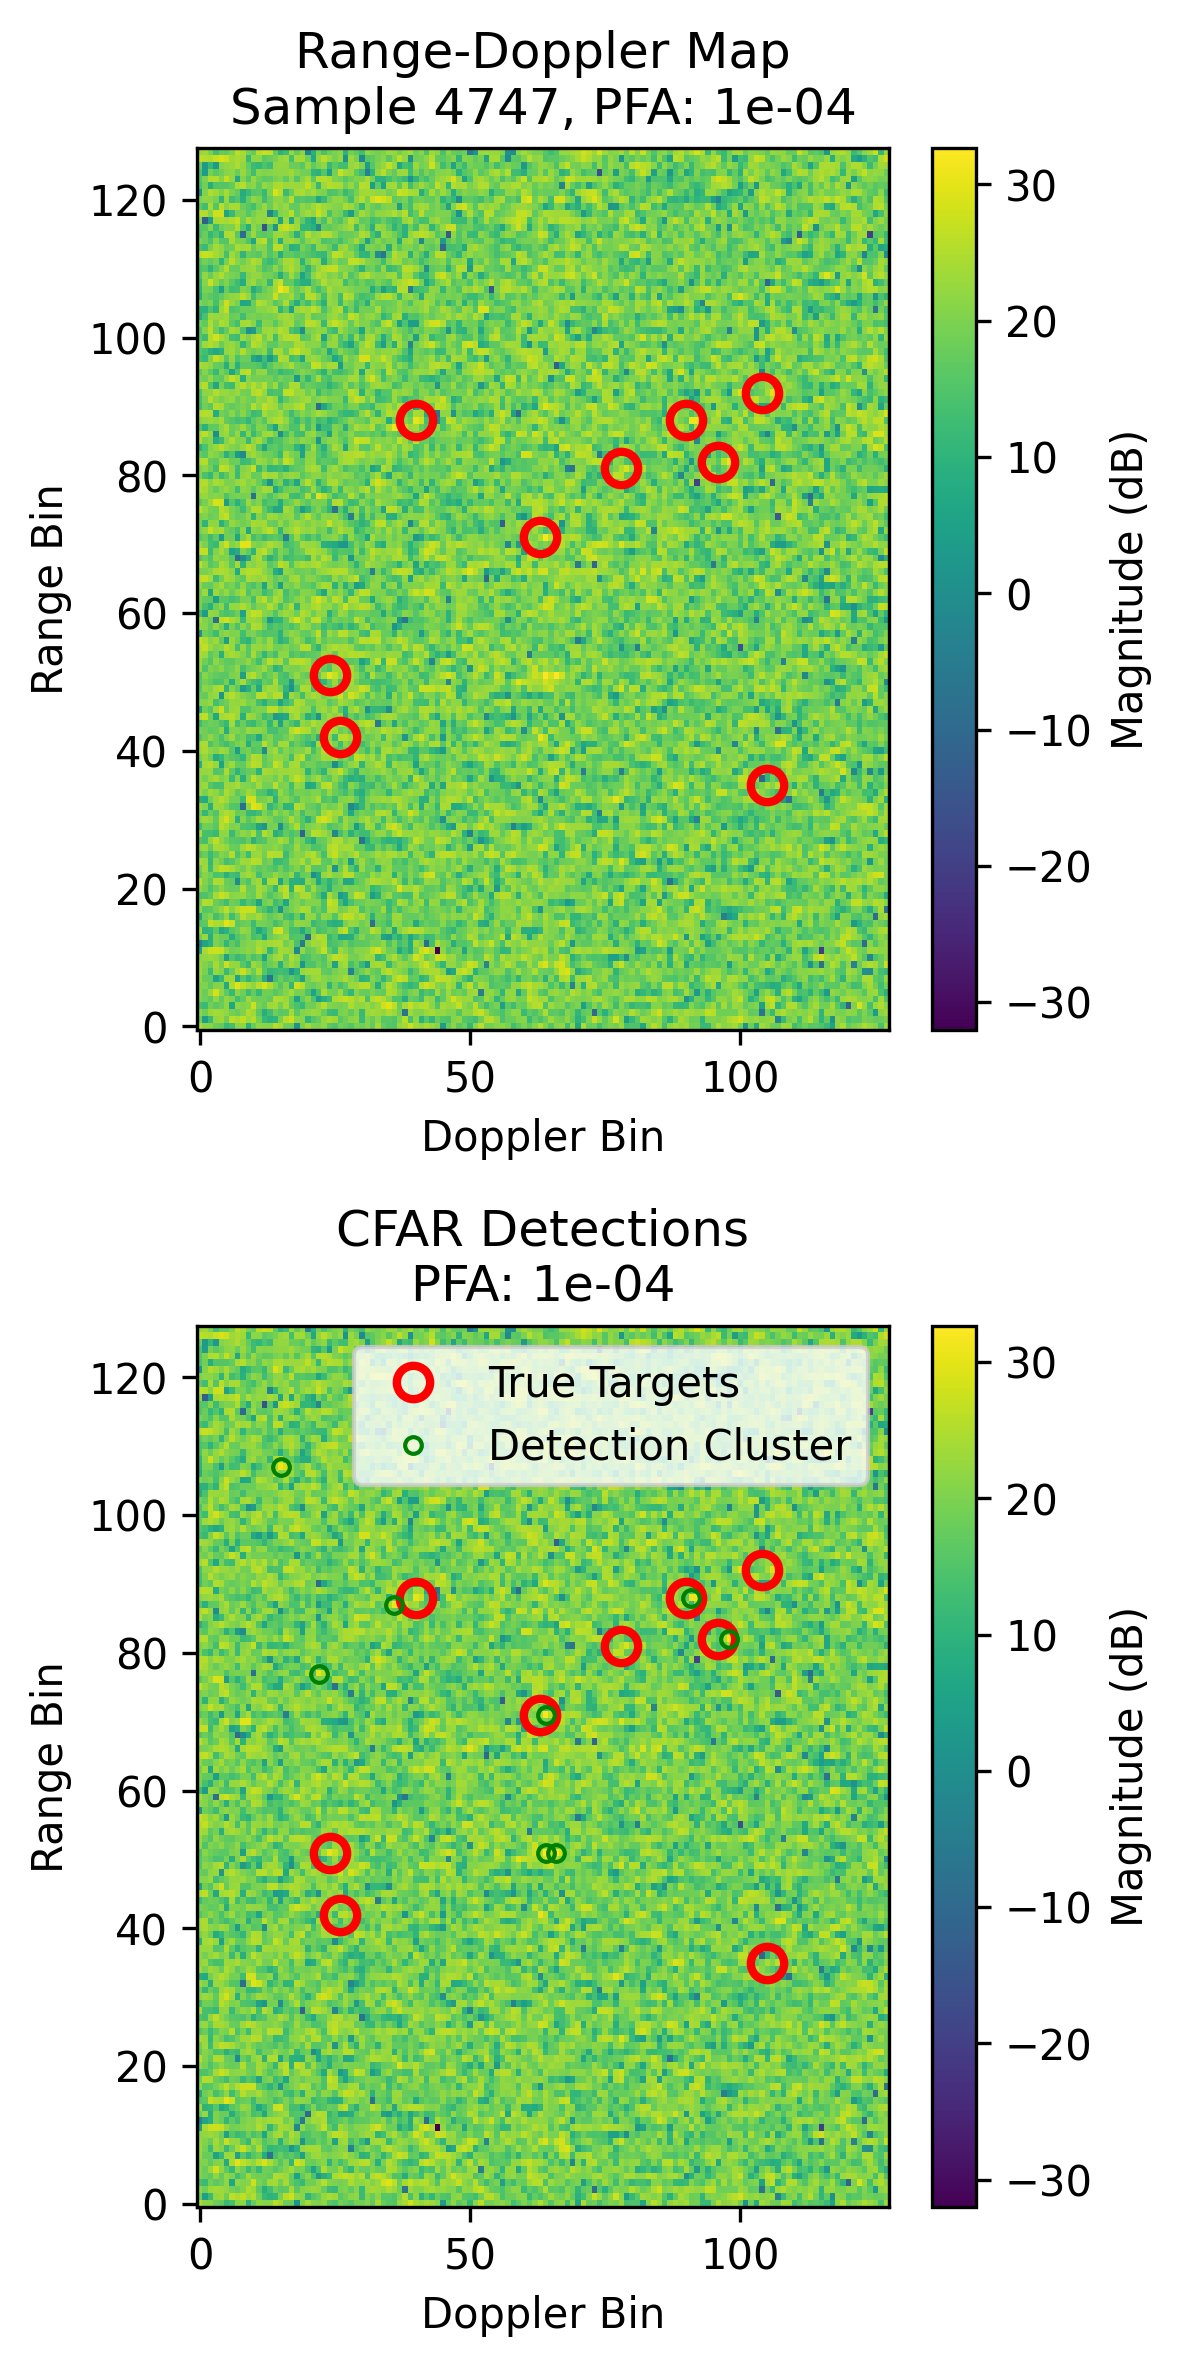 Range-Doppler Map
Sample 4747, PFA: 1e-04
120
100
80
60
40
20
0
Range Bin
0 50 100
Doppler Bin
30
20
10
0
−10
−20
−30
Magnitude (dB)
CFAR Detections
PFA: 1e-04
True Targets
Detection Cluster
120
100
80
60
40
20
0
Range Bin
0 50 100
Doppler Bin
30
20
10
0
−10
−20
−30
Magnitude (dB)